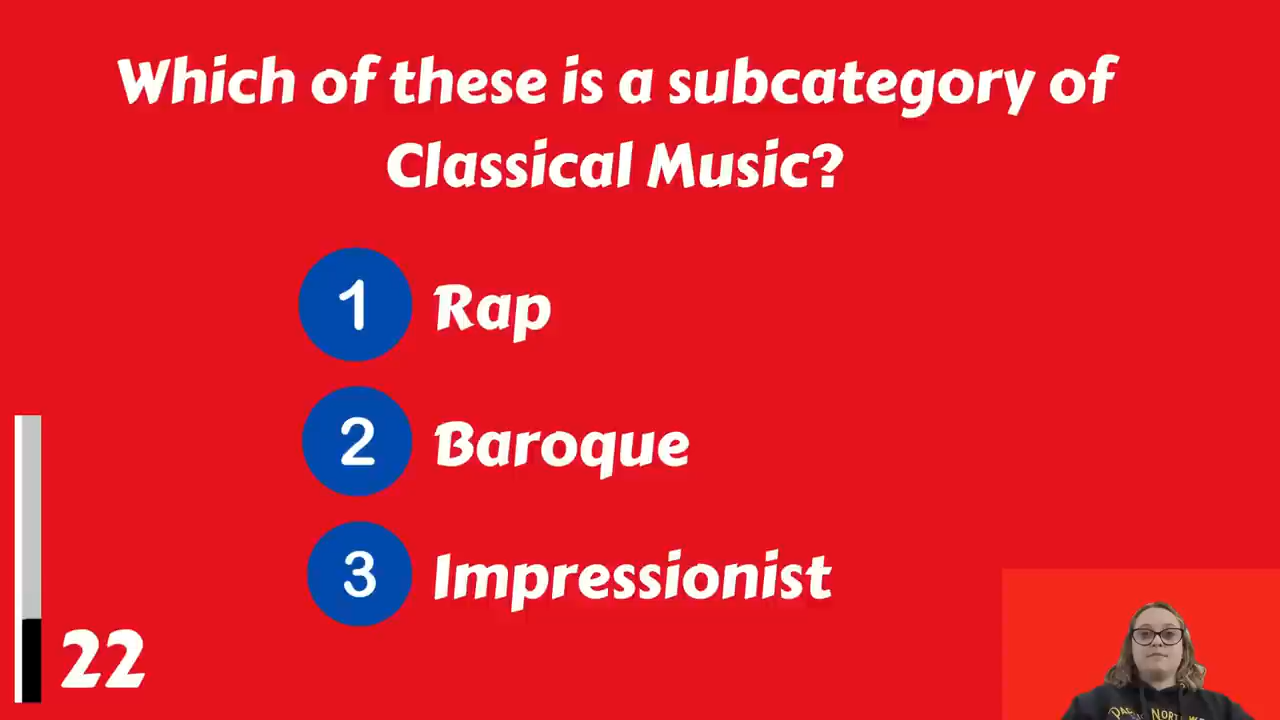 Which of these is a subcategory of
Classical Music?
1 Rap
2 Baroque
3 Impressionist
22